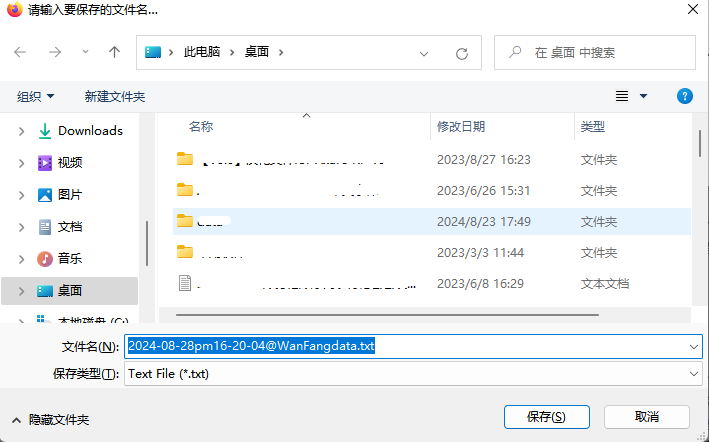 请输入要保存的文件名...
此电脑 桌面
在 桌面 中搜索
组织 新建文件夹
名称 修改日期 类型
Downloads
视频
图片
文档
音乐
桌面
本地磁盘 (C:)
2023/8/27 16:23 文件夹
2023/6/26 15:31 文件夹
2024/8/23 17:49 文件夹
2023/3/3 11:44 文件夹
2023/6/8 16:29 文本文档
文件名(N): 2024-08-28pm16-20-04@WanFangdata.txt
保存类型(T): Text File (*.txt)
隐藏文件夹 保存(S) 取消